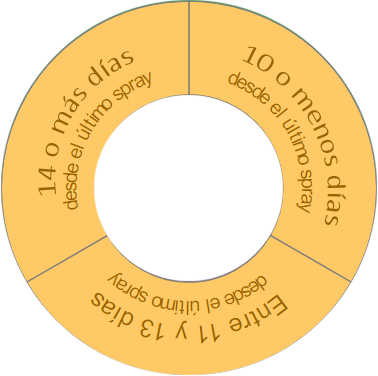 10 o menos días
desde el último spray
Entre 11 y 13 días
desde el último spray
14 o más días
desde el último spray